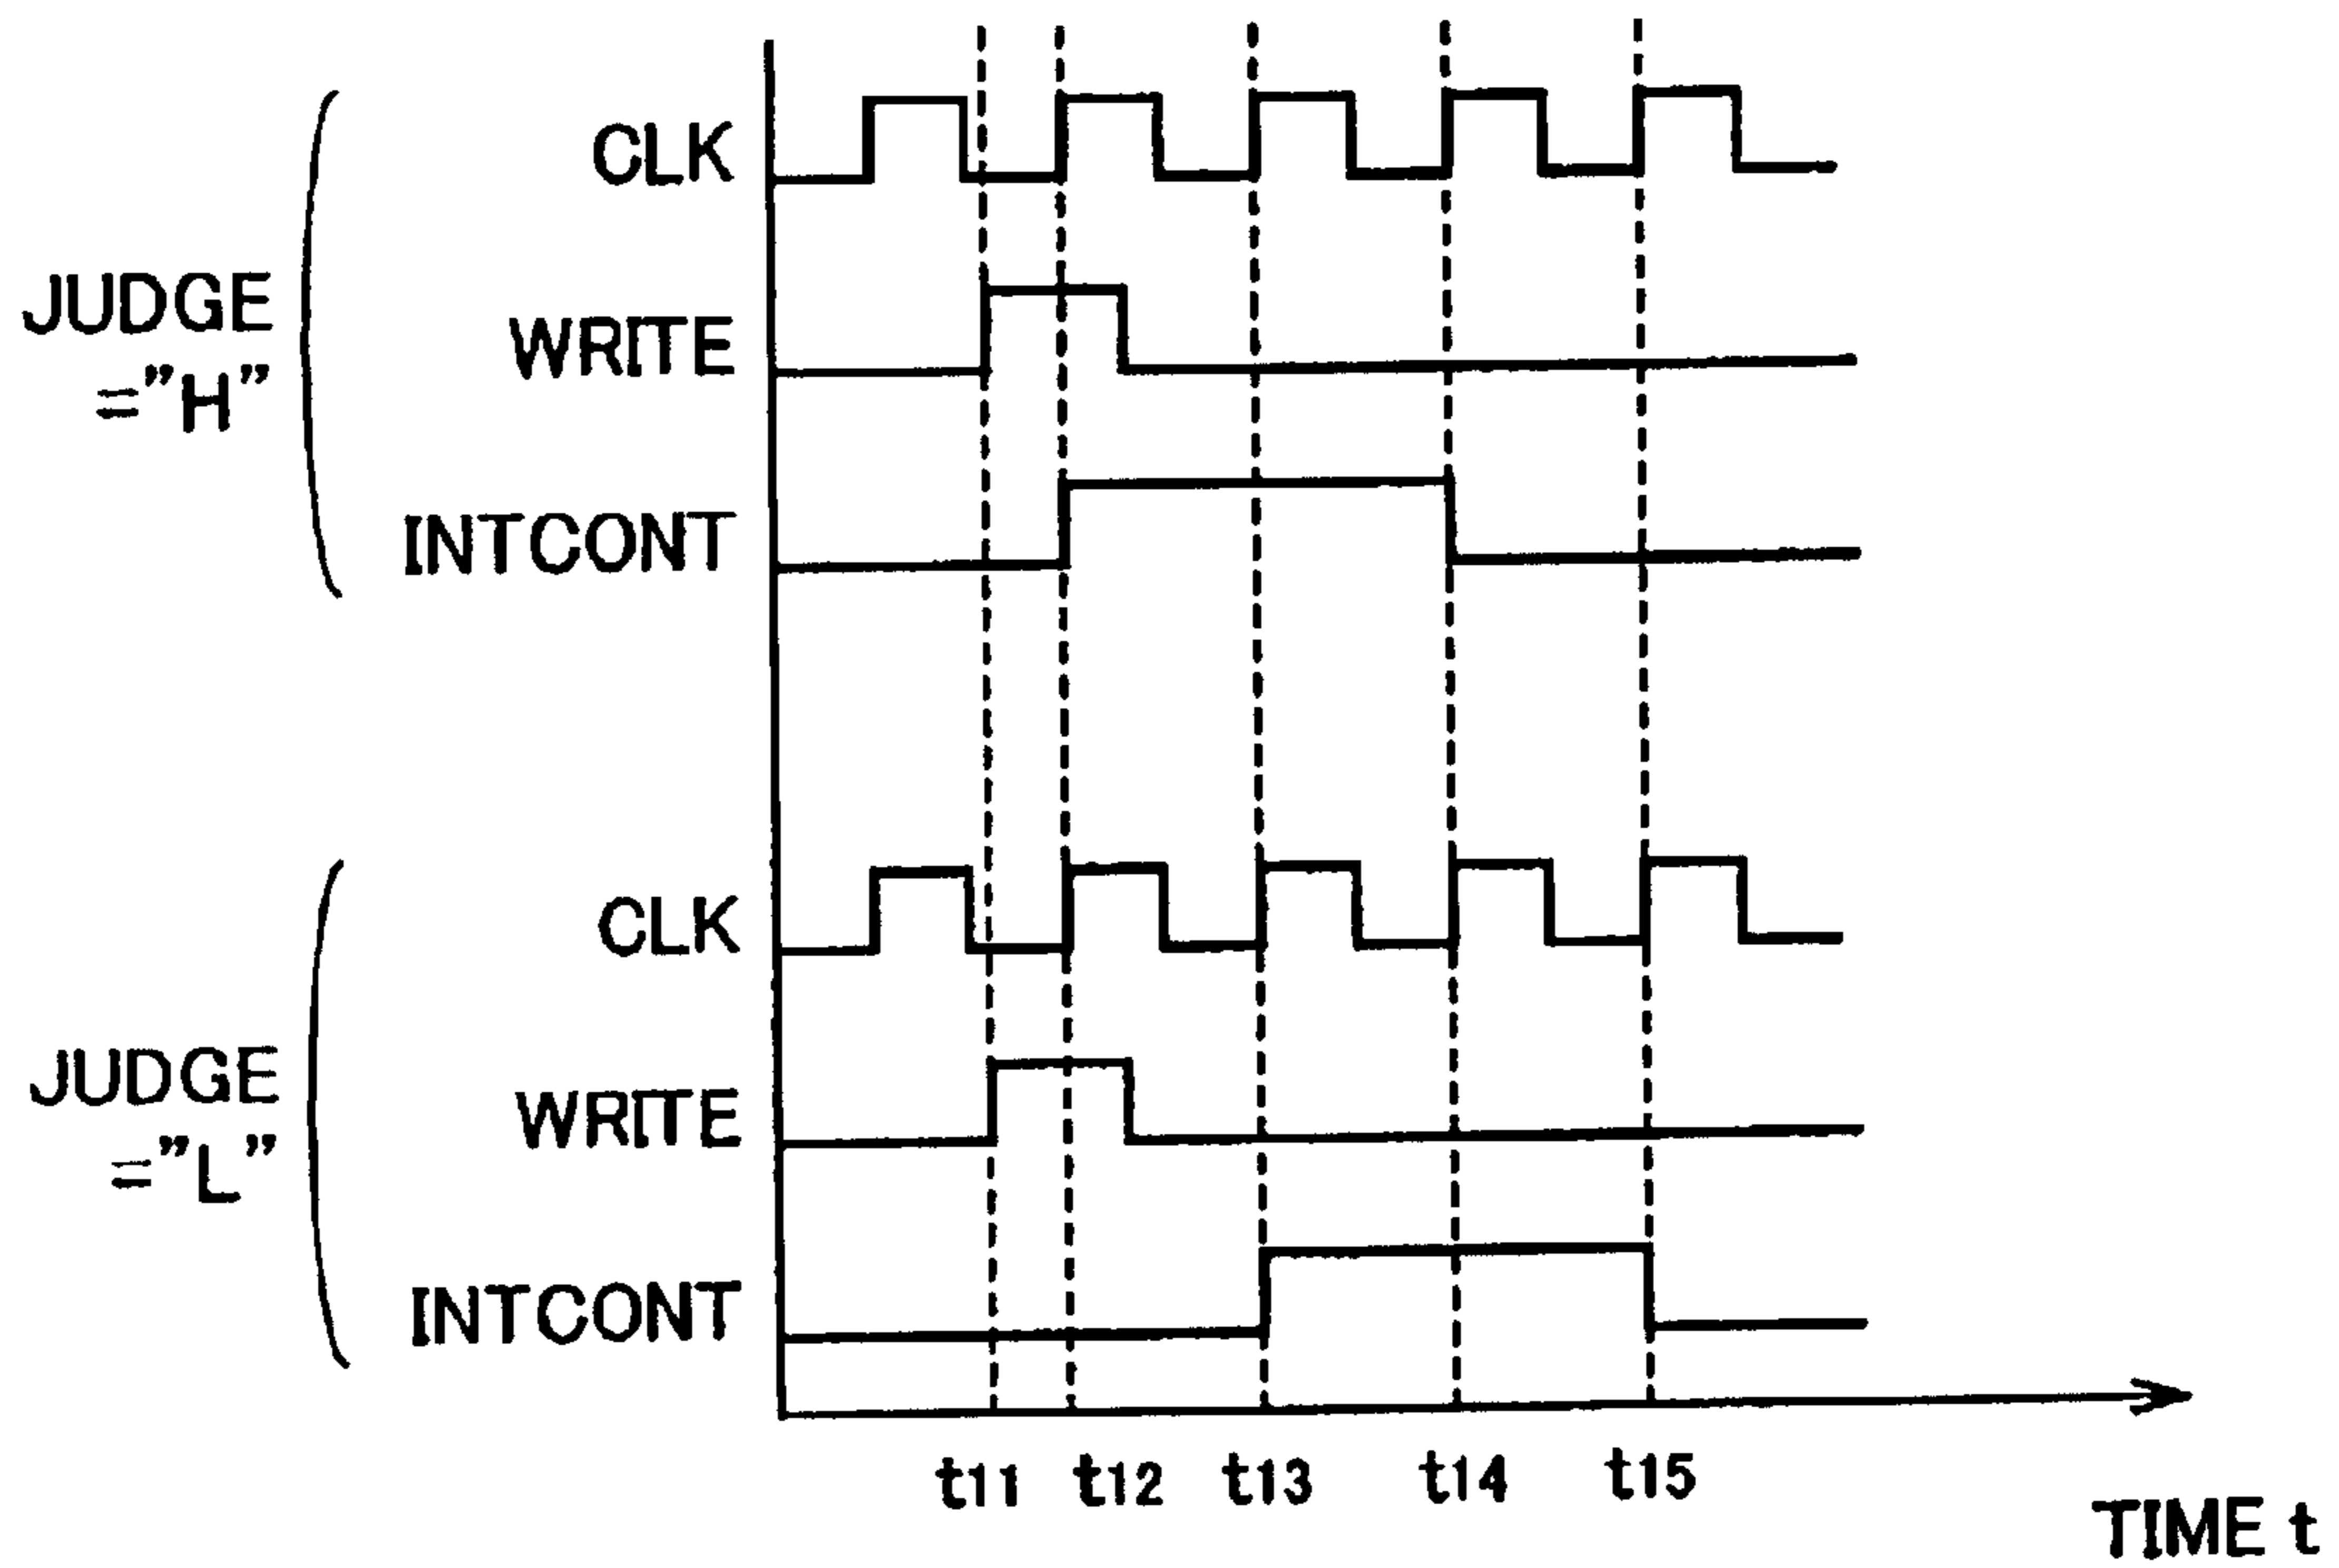 CLK
JUDGE
="H"
WRITE
INTCONT
CLK
JUDGE
="L"
WRITE
INTCONT
t11 t12 t13 t14 t15
TIME t